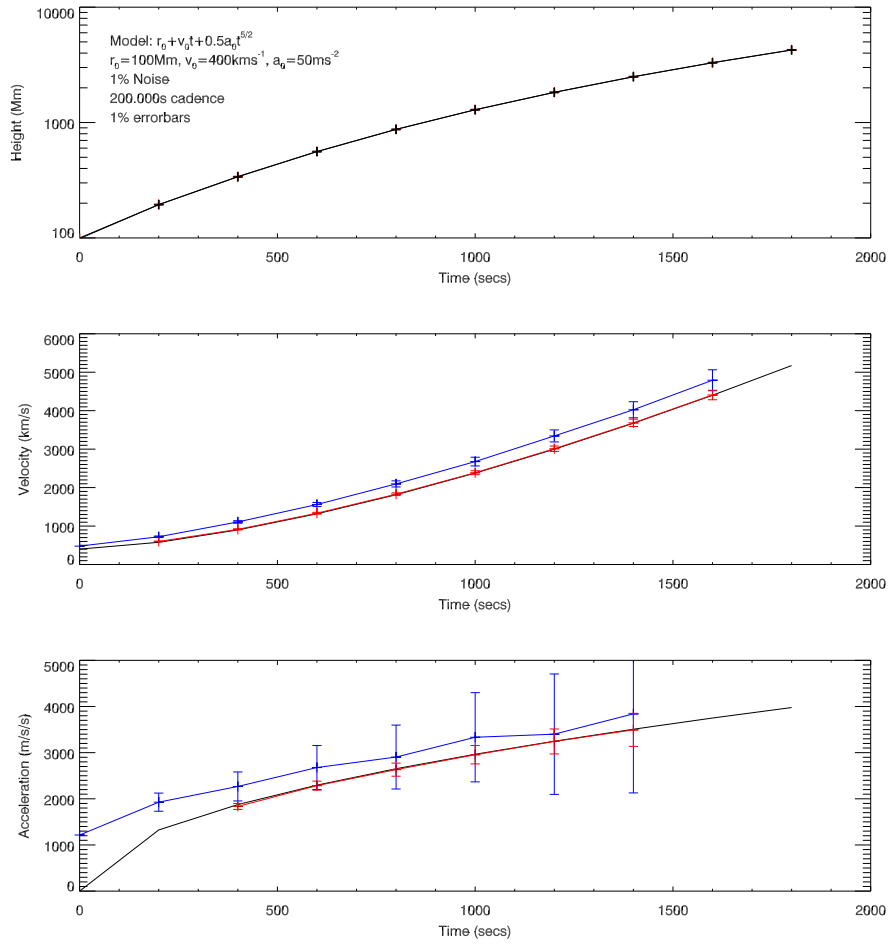 10000
1000
100
Height (Mm)
Model: r₀+v₀t+0.5a₀t^5/2
r₀=100Mm, v₀=400kms⁻¹, a₀=50ms⁻²
1% Noise
200.000s cadence
1% errorbars
0 500 1000 1500 2000
Time (secs)
6000
5000
4000
3000
2000
1000
0
Velocity (km/s)
0 500 1000 1500 2000
Time (secs)
5000
4000
3000
2000
1000
0
Acceleration (m/s/s)
0 500 1000 1500 2000
Time (secs)